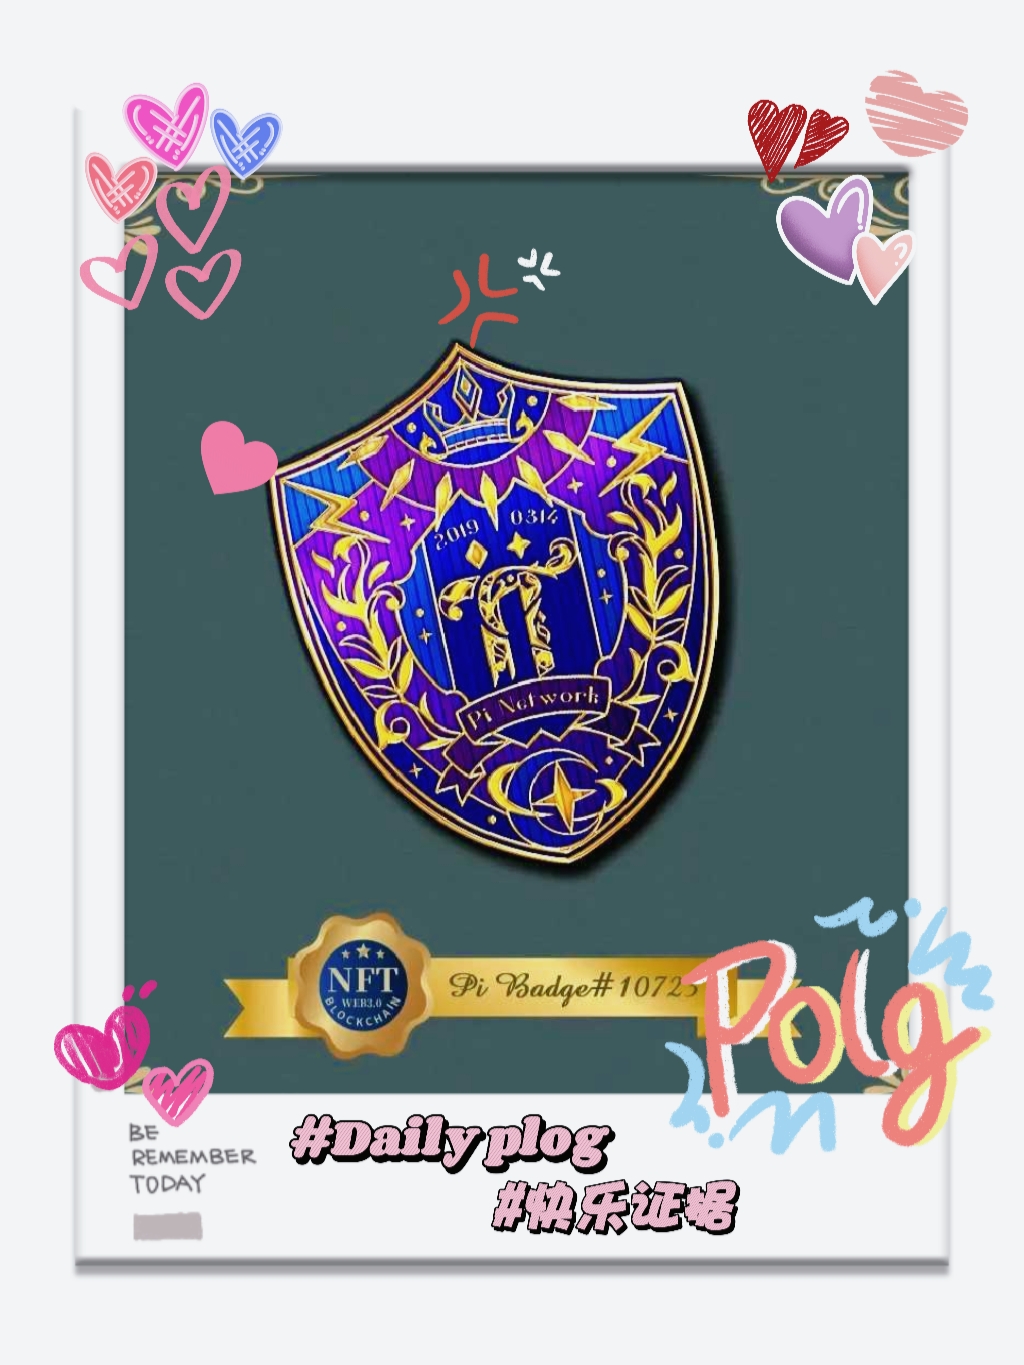 2019 0314
Pi Network
NFT
WEB3.0
BLOCKCHAIN
Pi Badge#10723
Polg
BE
REMEMBER
TODAY
#Daily plog
#快乐证据